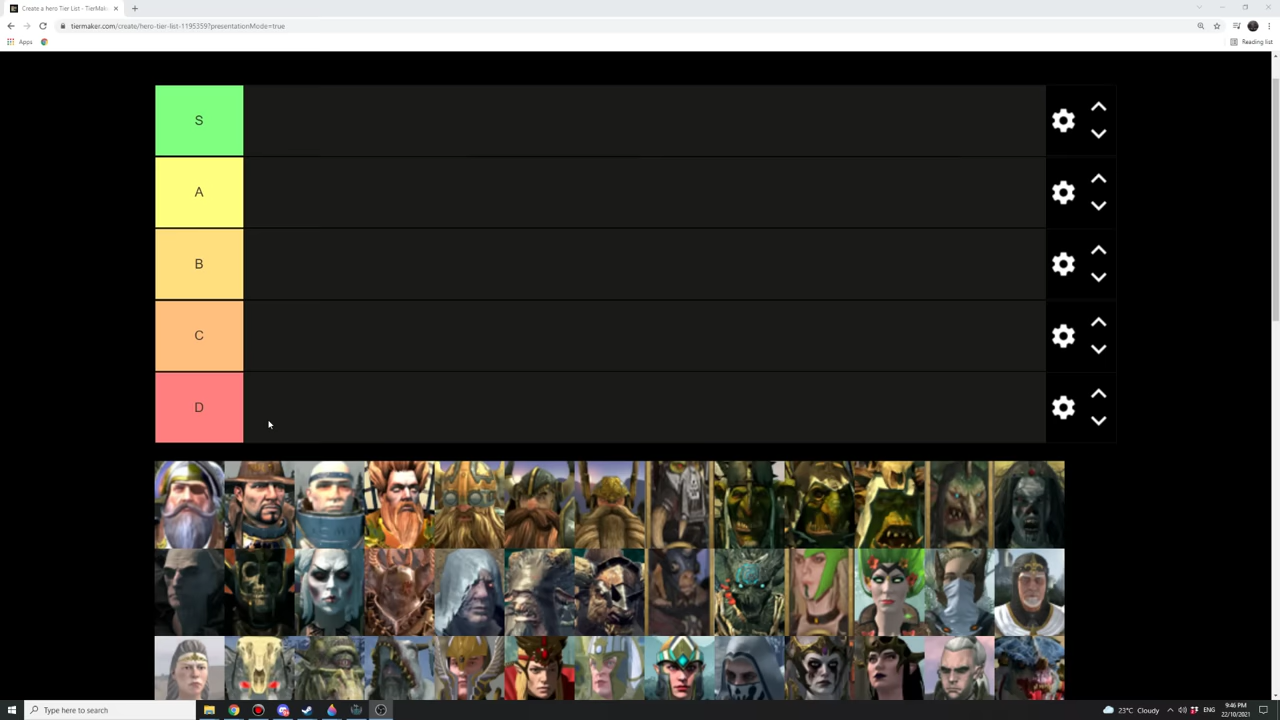 Create a hero Tier List - TierMaker
tiermaker.com/create/hero-tier-list-1195359?presentationMode=true
Apps
Reading list
S
A
B
C
D
Type here to search
23°C Cloudy
ENG
9:46 PM
22/10/2021